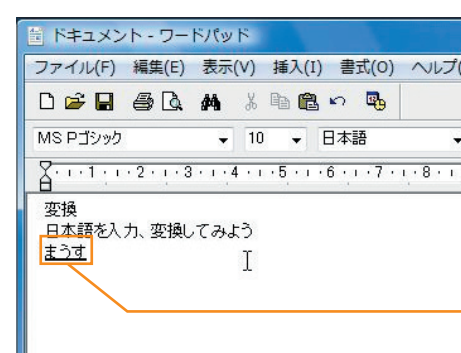 ドキュメント - ワードパッド
ファイル(F) 編集(E) 表示(V) 挿入(I) 書式(O) ヘルプ(
MS Pゴシック 10 日本語
1 2 3 4 5 6 7 8
変換
日本語を入力、変換してみよう
まうす